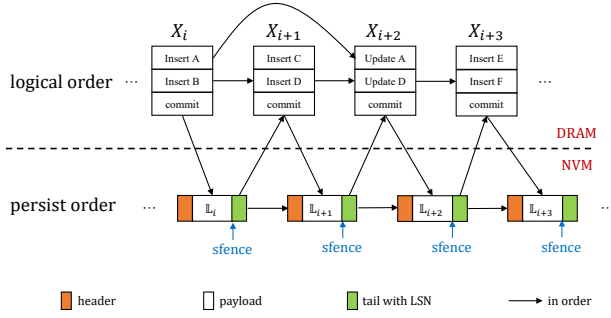 X_i X_{i+1} X_{i+2} X_{i+3}
Insert A Insert C Update A Insert E
logical order ··· Insert B Insert D Update D Insert F ···
commit commit commit commit
DRAM
NVM
persist order ··· 𝕃_i 𝕃_{i+1} 𝕃_{i+2} 𝕃_{i+3} ···
sfence sfence sfence sfence
header payload tail with LSN in order